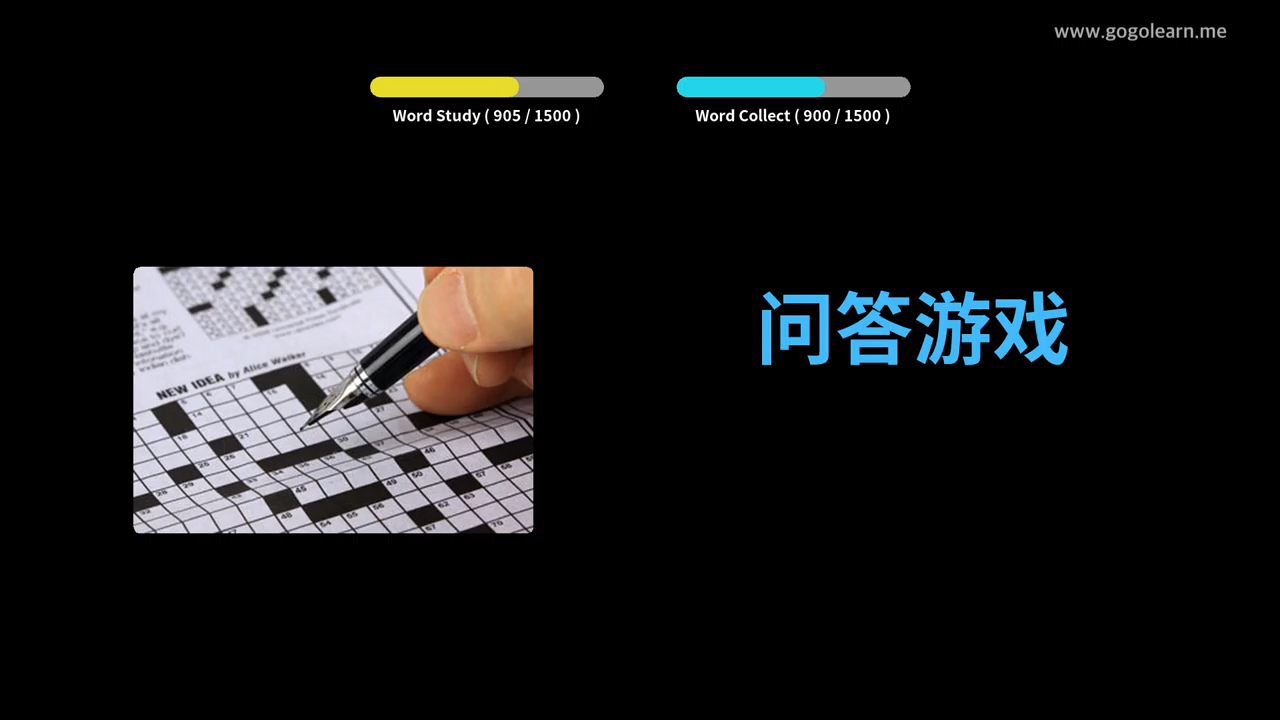 www.gogolearn.me
Word Study ( 905 / 1500 )
Word Collect ( 900 / 1500 )
问答游戏
NEW IDEA by Alice Walker